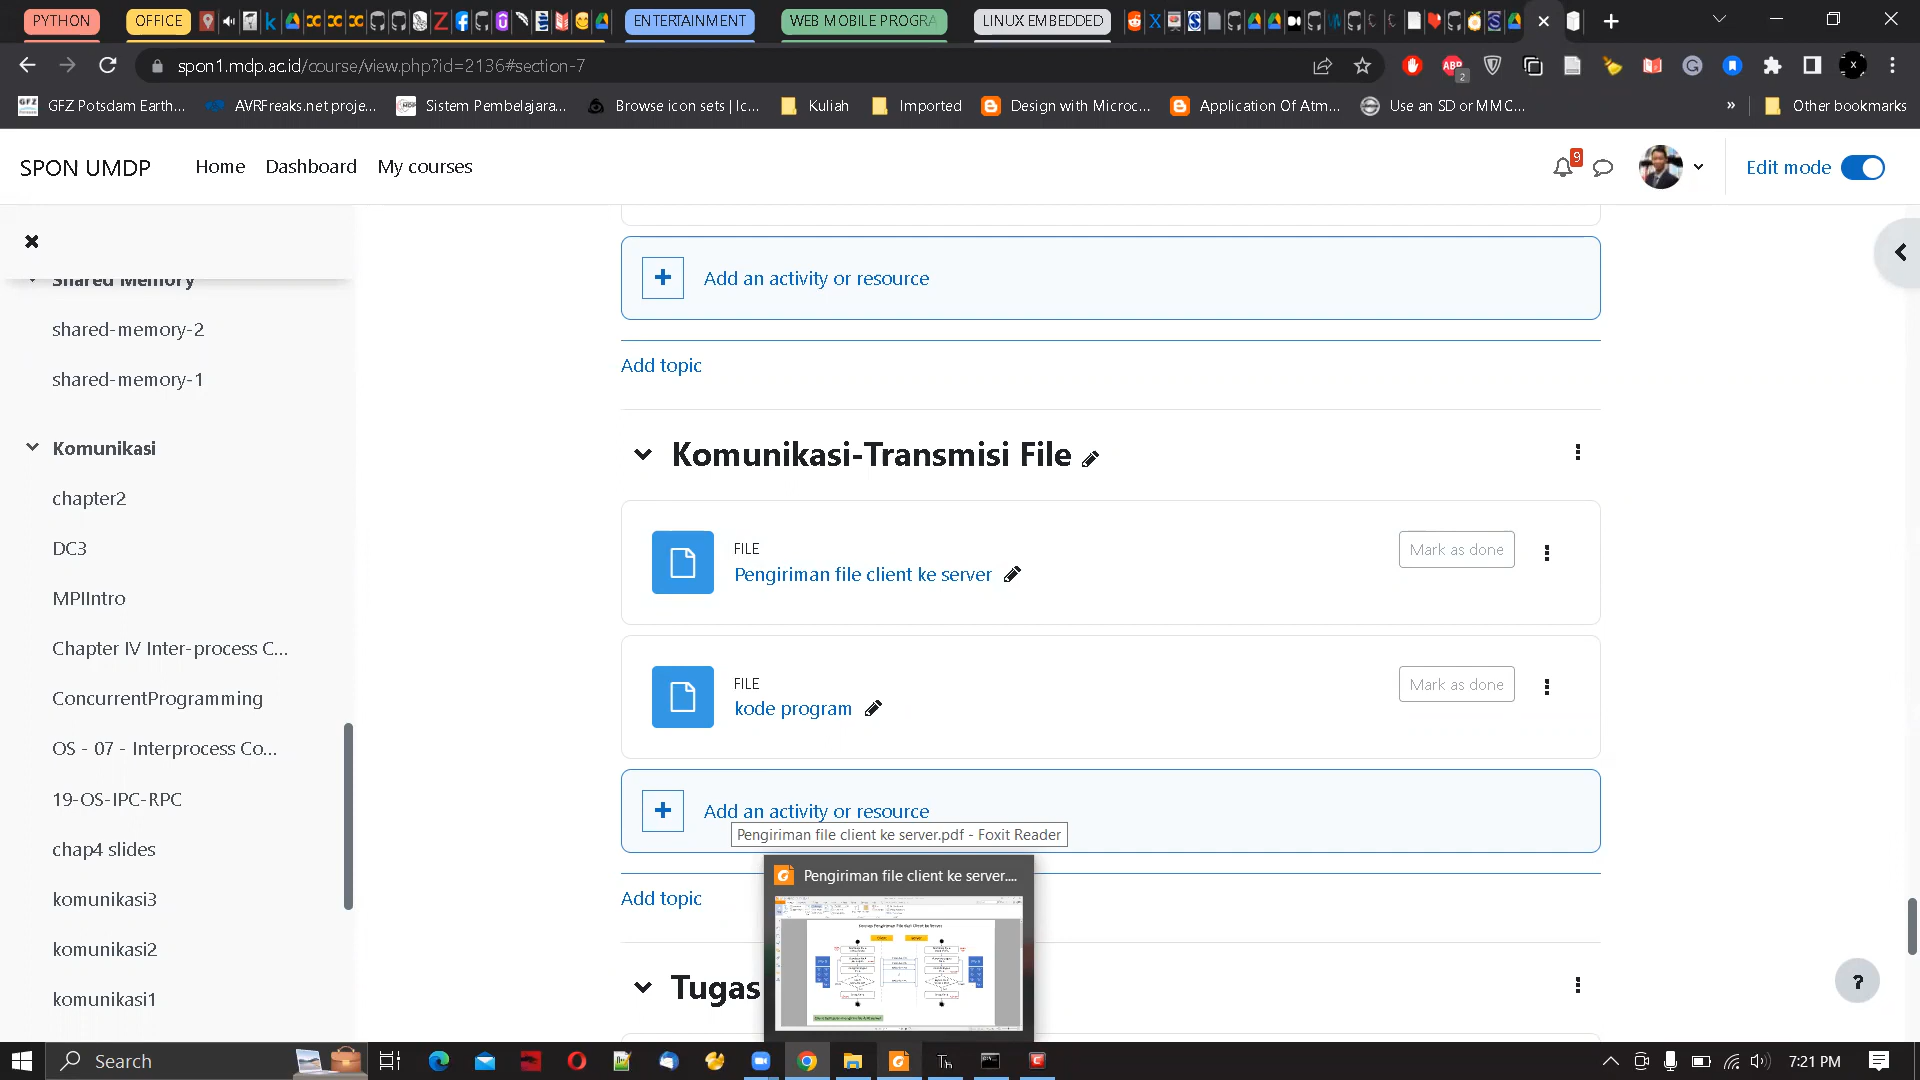 PYTHON
OFFICE
ENTERTAINMENT
WEB MOBILE PROGRA
LINUX EMBEDDED
spon1.mdp.ac.id/course/view.php?id=2136#section-7
ABP
2
x
GFZ Potsdam Earth...
AVRFreaks.net proje...
Sistem Pembelajara...
Browse icon sets | Ic...
Kuliah
Imported
Design with Microc...
Application Of Atm...
Use an SD or MMC...
»
Other bookmarks
SPON UMDP
Home
Dashboard
My courses
9
Edit mode
Shared Memory
shared-memory-2
shared-memory-1
Komunikasi
chapter2
DC3
MPIIntro
Chapter IV Inter-process C...
ConcurrentProgramming
OS - 07 - Interprocess Co...
19-OS-IPC-RPC
chap4 slides
komunikasi3
komunikasi2
komunikasi1
Add an activity or resource
Add topic
Komunikasi-Transmisi File
FILE
Pengiriman file client ke server
Mark as done
FILE
kode program
Mark as done
Add an activity or resource
Pengiriman file client ke server.pdf - Foxit Reader
Pengiriman file client ke server....
Add topic
Tugas
?
Search
7:21 PM